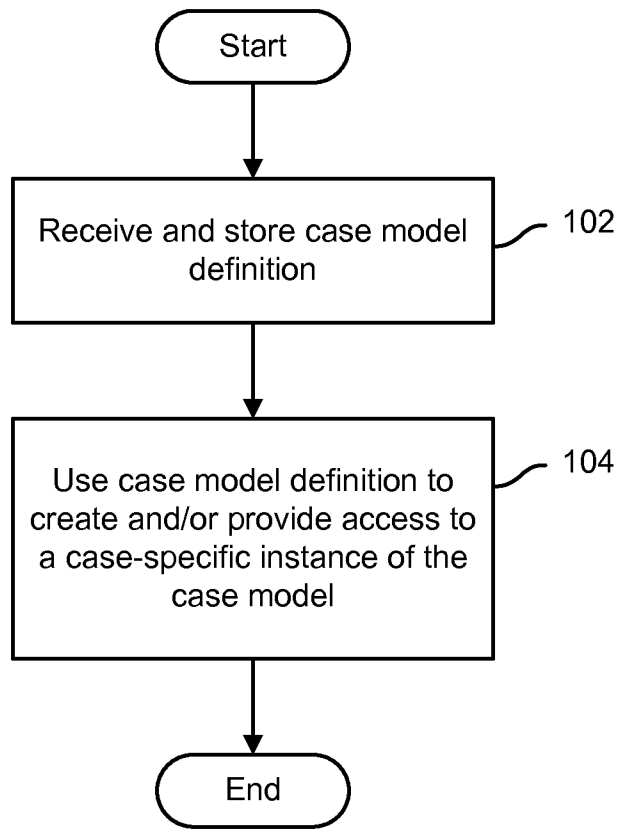 Start
Receive and store case model
definition
102
Use case model definition to
create and/or provide access to
a case-specific instance of the
case model
104
End